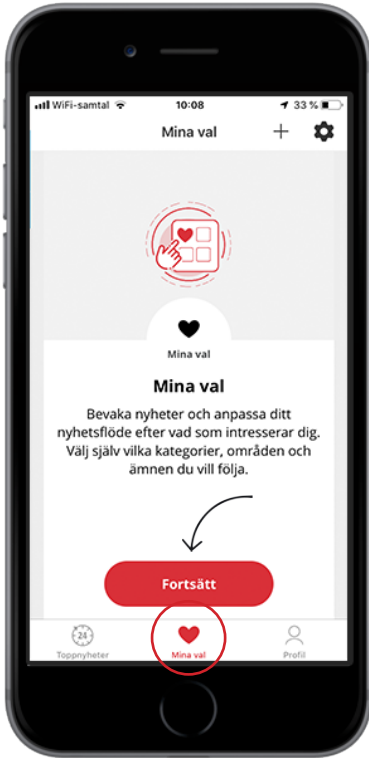 WiFi-samtal 10:08 33 %
Mina val
Mina val
Mina val
Bevaka nyheter och anpassa ditt
nyhetsflöde efter vad som intresserar dig.
Välj själv vilka kategorier, områden och
ämnen du vill följa.
Fortsätt
24
Toppnyheter Mina val Profil